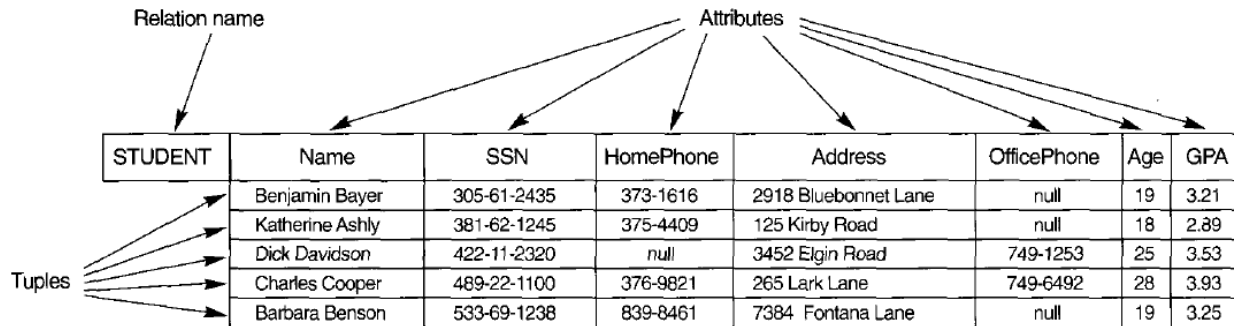 Relation name Attributes
STUDENT Name SSN HomePhone Address OfficePhone Age GPA
Benjamin Bayer 305-61-2435 373-1616 2918 Bluebonnet Lane null 19 3.21
Katherine Ashly 381-62-1245 375-4409 125 Kirby Road null 18 2.89
Dick Davidson 422-11-2320 null 3452 Elgin Road 749-1253 25 3.53
Tuples
Charles Cooper 489-22-1100 376-9821 265 Lark Lane 749-6492 28 3.93
Barbara Benson 533-69-1238 839-8461 7384 Fontana Lane null 19 3.25